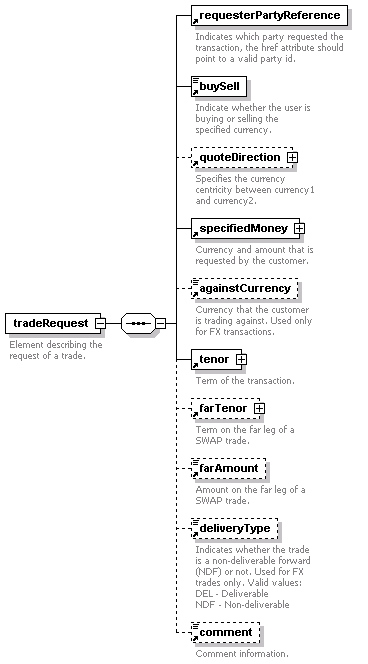 requesterPartyReference
Indicates which party requested the
transaction, the href attribute should
point to a valid party id.
buySell
Indicate whether the user is
buying or selling the
specified currency.
quoteDirection
Specifies the currency
centricity between currency1
and currency2.
specifiedMoney
Currency and amount that is
requested by the customer.
againstCurrency
Currency that the customer
is trading against. Used only
for FX transactions.
tradeRequest
Element describing the
request of a trade.
tenor
Term of the transaction.
farTenor
Term on the far leg of a
SWAP trade.
farAmount
Amount on the far leg of a
SWAP trade.
deliveryType
Indicates whether the trade
is a non-deliverable forward
(NDF) or not. Used for FX
trades only. Valid values:
DEL - Deliverable
NDF - Non-deliverable
comment
Comment information.